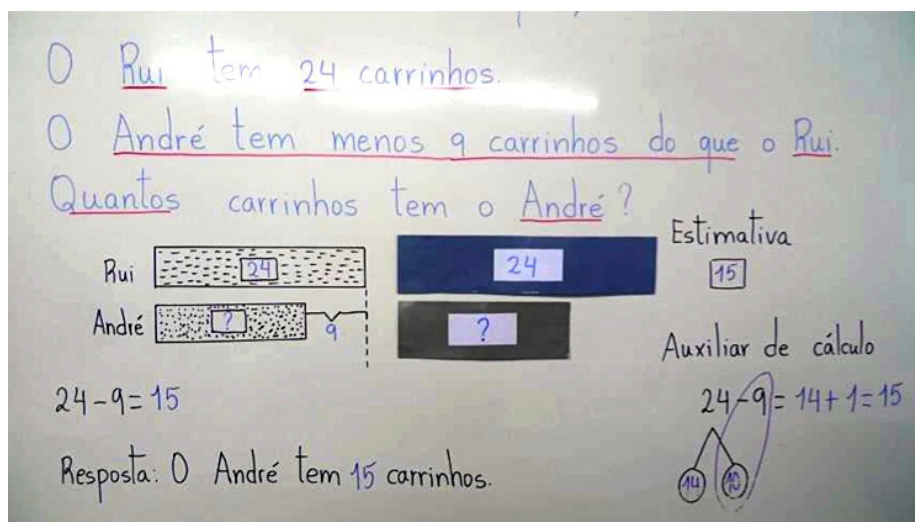 O Rui tem 24 carrinhos.
O André tem menos 9 carrinhos do que o Rui.
Quantos carrinhos tem o André?
Estimativa
15
Rui 24
24
André ? 9
?
Auxiliar de cálculo
24-9=15
24-9=14+1=15
14 10
Resposta: O André tem 15 carrinhos.